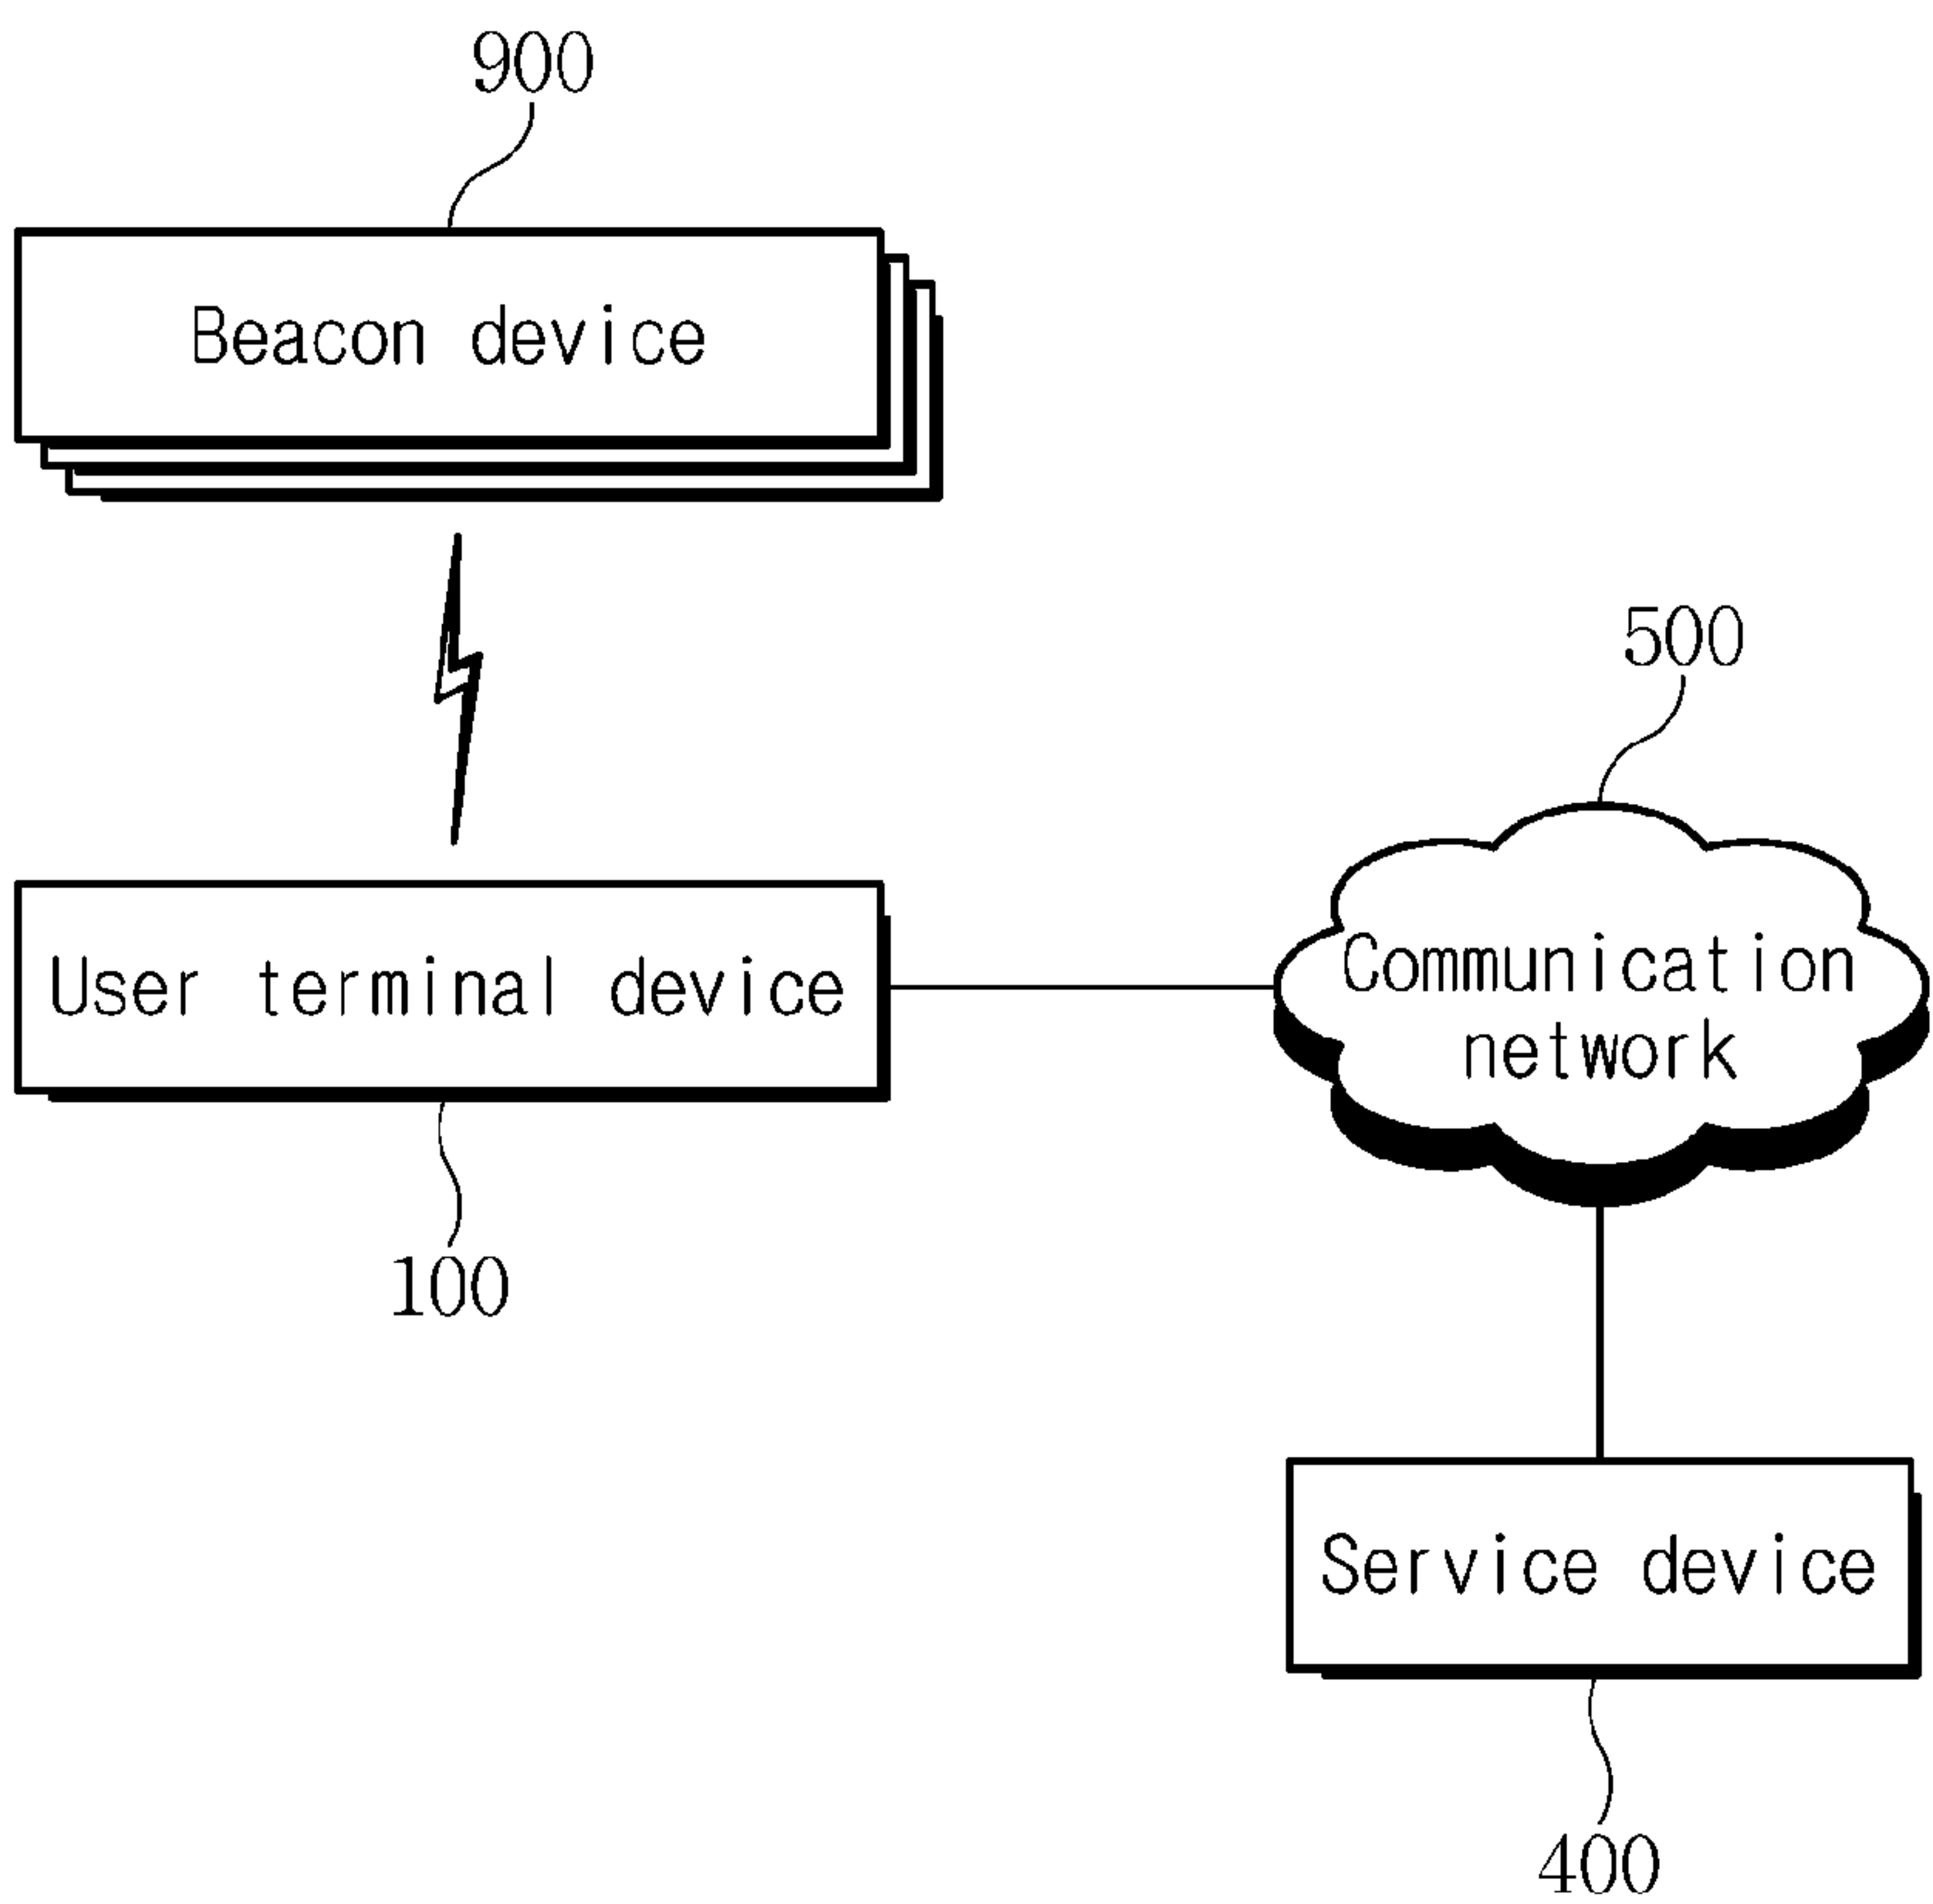 900
Beacon device
500
Communication
network
User terminal device
100
Service device
400